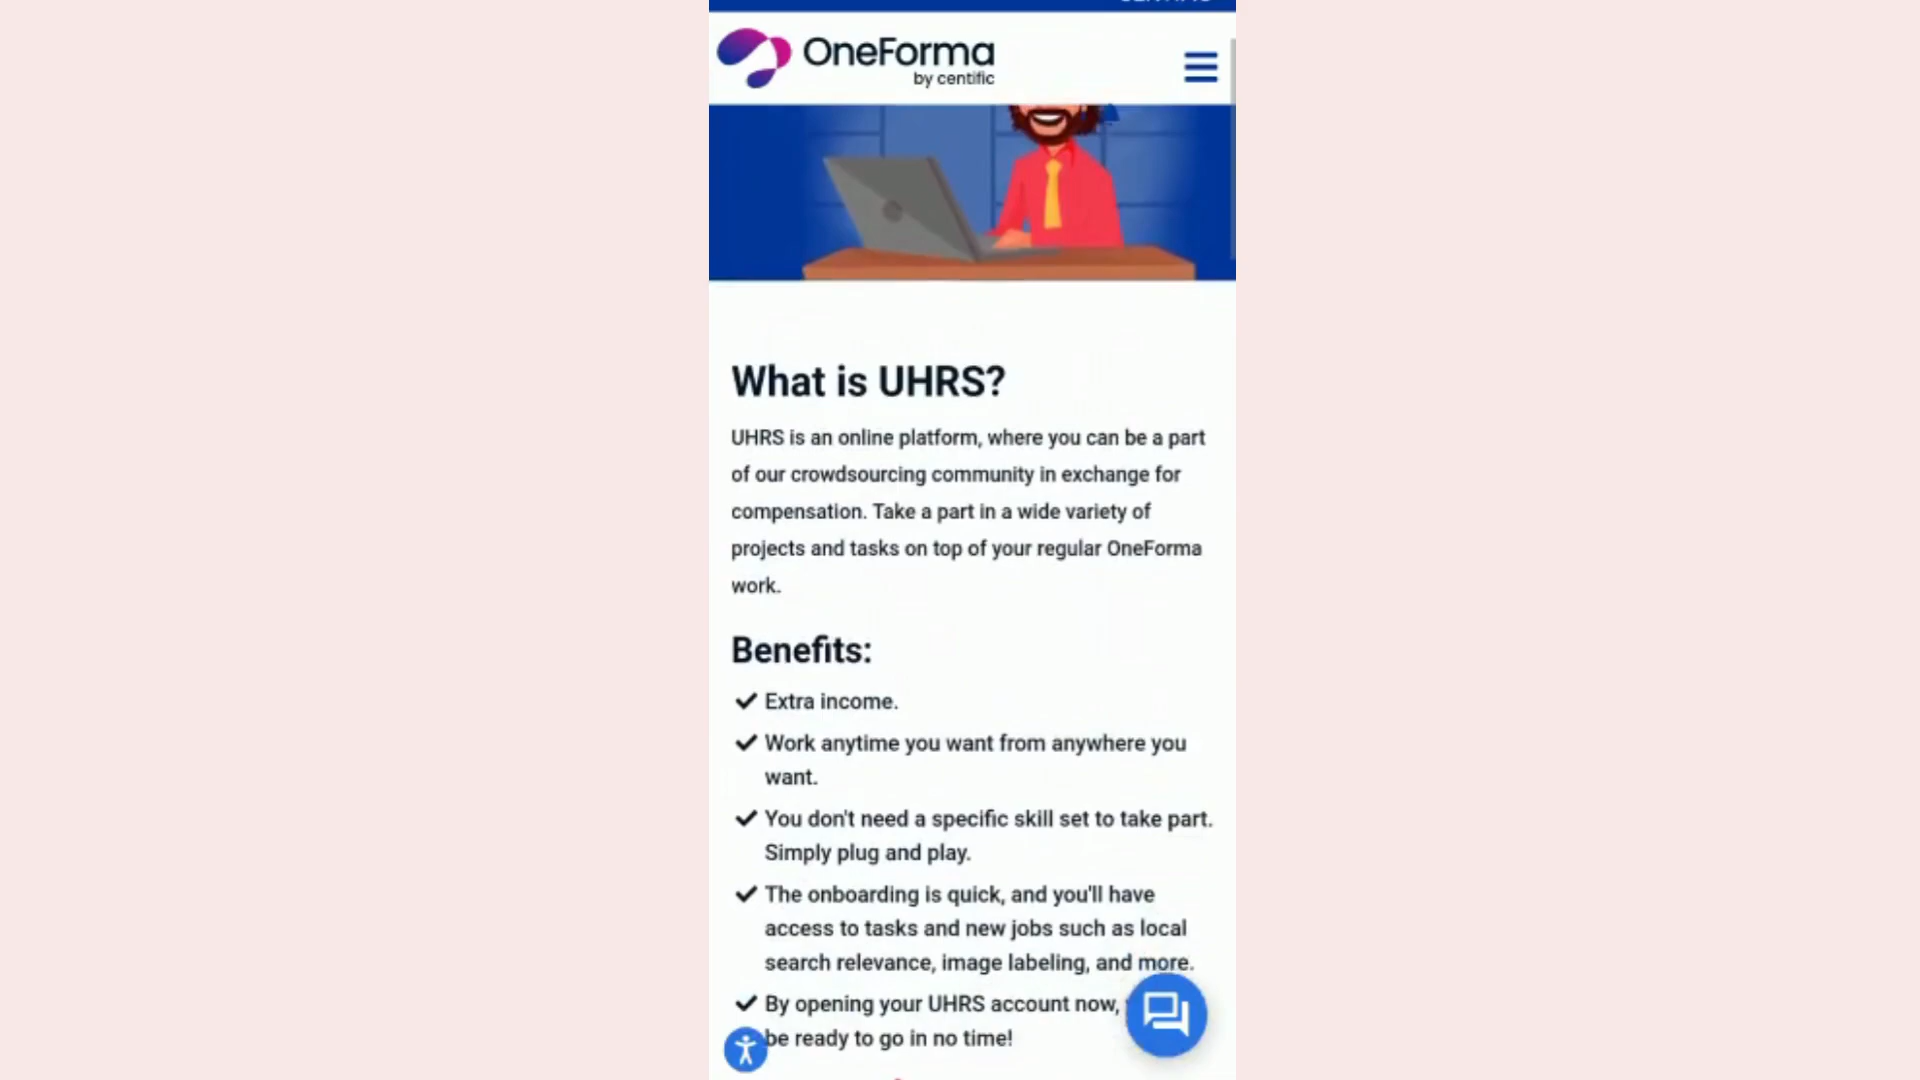 OneForma
by centific
What is UHRS?
UHRS is an online platform, where you can be a part
of our crowdsourcing community in exchange for
compensation. Take a part in a wide variety of
projects and tasks on top of your regular OneForma
work.
Benefits:
Extra income.
Work anytime you want from anywhere you
want.
You don't need a specific skill set to take part.
Simply plug and play.
The onboarding is quick, and you'll have
access to tasks and new jobs such as local
search relevance, image labeling, and more.
By opening your UHRS account now,
be ready to go in no time!